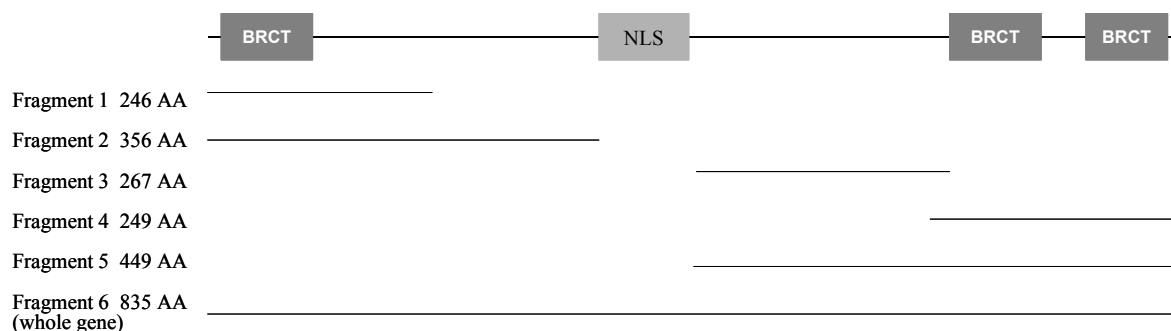 BRCT NLS BRCT BRCT
Fragment 1 246 AA
Fragment 2 356 AA
Fragment 3 267 AA
Fragment 4 249 AA
Fragment 5 449 AA
Fragment 6 835 AA
(whole gene)